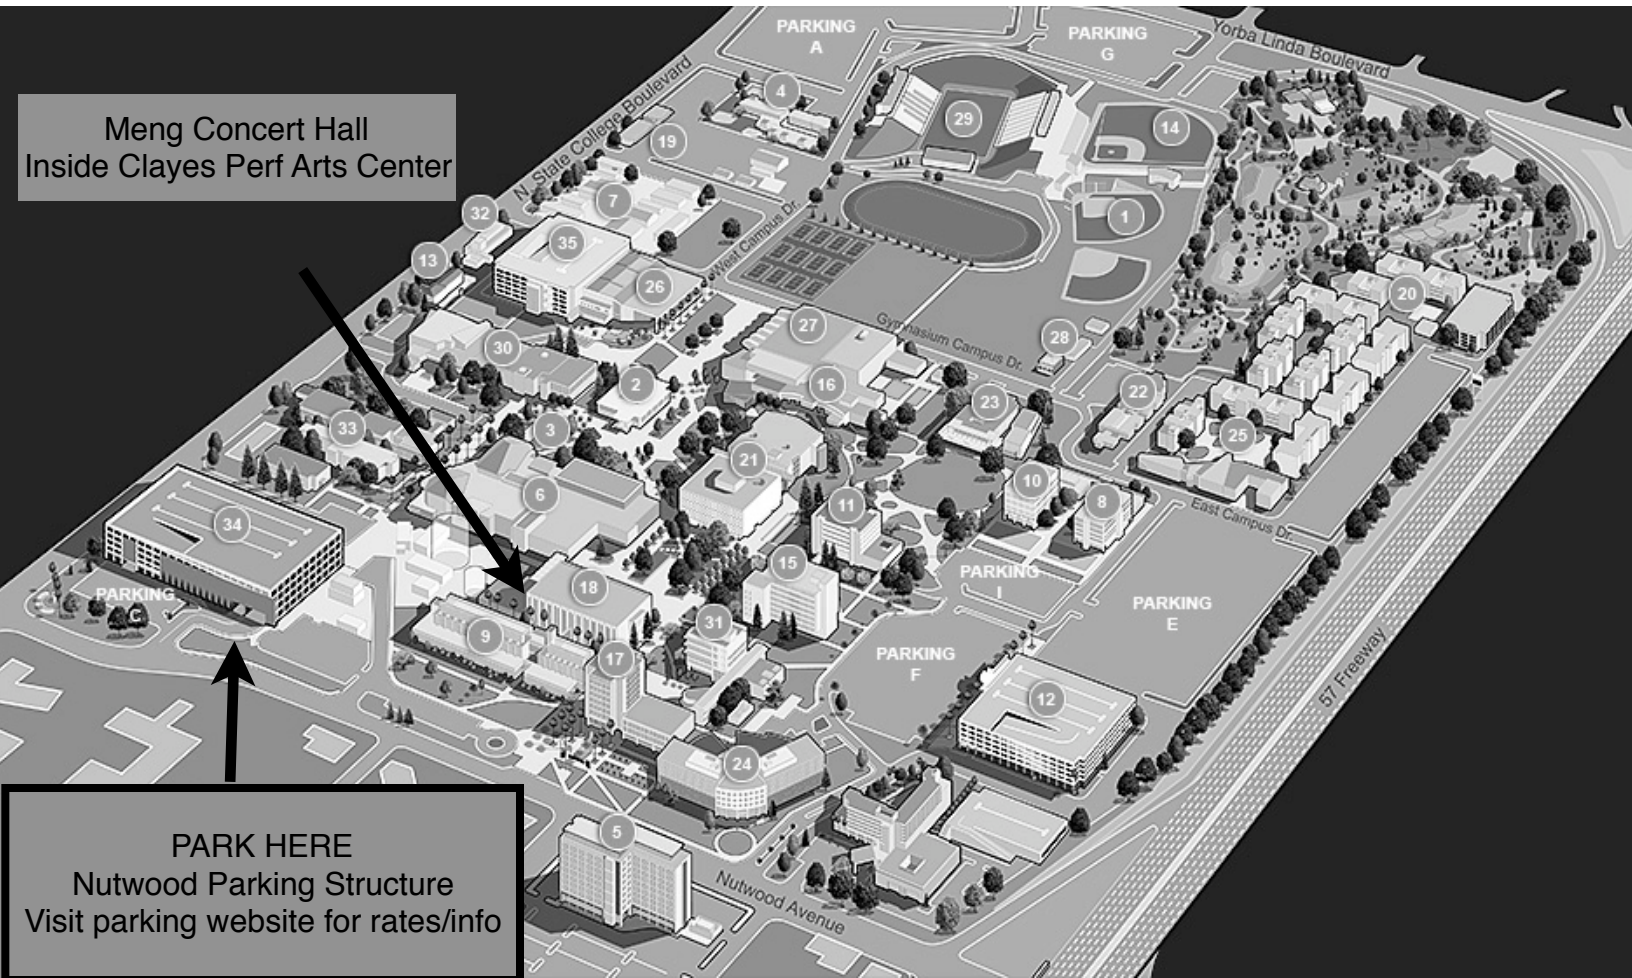 PARKING
A
PARKING
G
Yorba Linda Boulevard
N. State College Boulevard
4
29
14
19
Meng Concert Hall
Inside Clayes Perf Arts Center
7
32
1
35
West Campus Dr.
13
26
20
27
Gymnasium Campus Dr.
28
30
2
16
22
23
3
33
25
21
6
10
8
11
34
East Campus Dr.
15
PARKING
I
18
PARKING
C
PARKING
E
31
9
17
PARKING
F
57 Freeway
12
24
5
PARK HERE
Nutwood Parking Structure
Visit parking website for rates/info
Nutwood Avenue